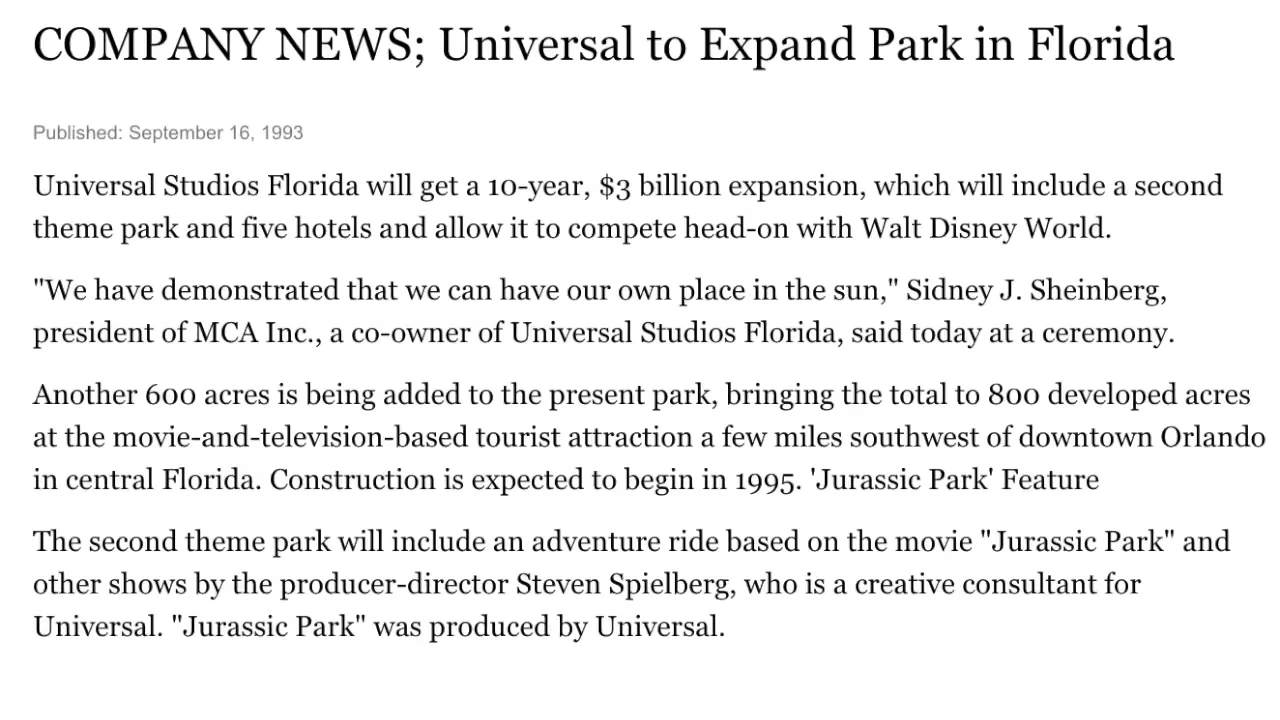 COMPANY NEWS; Universal to Expand Park in Florida
Published: September 16, 1993
Universal Studios Florida will get a 10-year, $3 billion expansion, which will include a second
theme park and five hotels and allow it to compete head-on with Walt Disney World.
"We have demonstrated that we can have our own place in the sun," Sidney J. Sheinberg,
president of MCA Inc., a co-owner of Universal Studios Florida, said today at a ceremony.
Another 600 acres is being added to the present park, bringing the total to 800 developed acres
at the movie-and-television-based tourist attraction a few miles southwest of downtown Orlando
in central Florida. Construction is expected to begin in 1995. 'Jurassic Park' Feature
The second theme park will include an adventure ride based on the movie "Jurassic Park" and
other shows by the producer-director Steven Spielberg, who is a creative consultant for
Universal. "Jurassic Park" was produced by Universal.